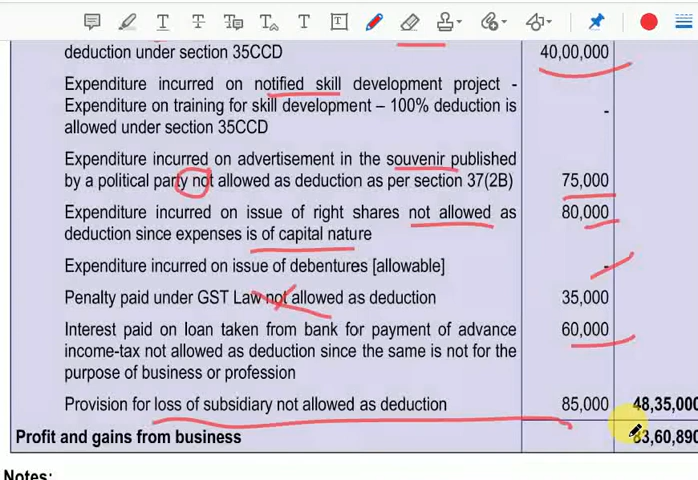 deduction under section 35CCD 40,00,000
Expenditure incurred on notified skill development project -
Expenditure on training for skill development – 100% deduction is
allowed under section 35CCD -
Expenditure incurred on advertisement in the souvenir published
by a political party not allowed as deduction as per section 37(2B) 75,000
Expenditure incurred on issue of right shares not allowed as 80,000
deduction since expenses is of capital nature
Expenditure incurred on issue of debentures [allowable] -
Penalty paid under GST Law not allowed as deduction 35,000
Interest paid on loan taken from bank for payment of advance 60,000
income-tax not allowed as deduction since the same is not for the
purpose of business or profession
Provision for loss of subsidiary not allowed as deduction 85,000 48,35,000
Profit and gains from business 83,60,890
Notes: